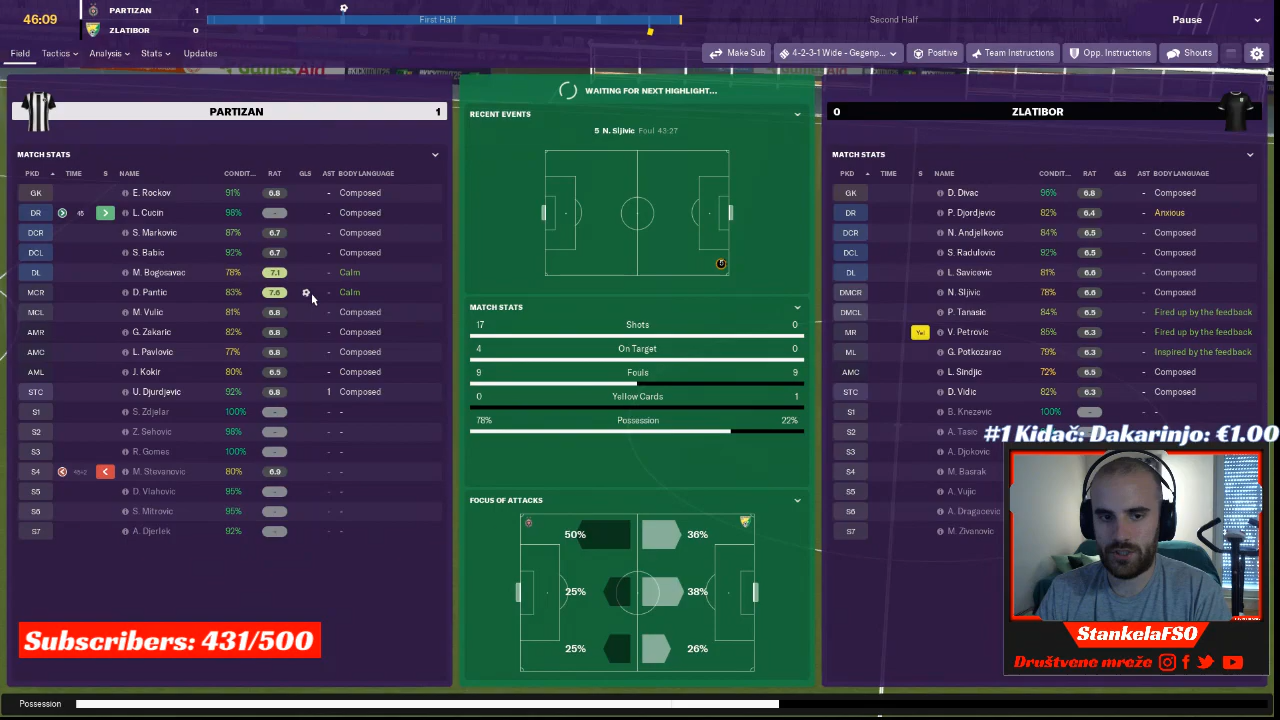 46:09
PARTIZAN 1
ZLATIBOR 0
First Half
Second Half
Pause
Field Tactics Analysis Stats Updates
Make Sub 4-2-3-1 Wide - Gegenp... Positive Team Instructions Opp. Instructions Shouts
PARTIZAN 1
MATCH STATS
PKD TIME S NAME CONDIT... RAT GLS AST BODY LANGUAGE
GK E. Rockov 91% 6.8 - Composed
DR 45 L. Cucin 98% - - Composed
DCR S. Markovic 87% 6.7 - Composed
DCL S. Babic 92% 6.7 - Composed
DL M. Bogosavac 78% 7.1 - Calm
MCR D. Pantic 83% 7.6 - Calm
MCL M. Vulic 81% 6.8 - Composed
AMR G. Zakaric 82% 6.8 - Composed
AMC L. Pavlovic 77% 6.8 - Composed
AML J. Kokir 80% 6.5 - Composed
STC U. Djurdjevic 92% 6.8 1 Composed
S1 S. Zdjelar 100% - - -
S2 Z. Sehovic 98% - - -
S3 R. Gomes 100% - - -
S4 45+2 M. Stevanovic 80% 6.9 - -
S5 D. Vlahovic 95% - - -
S6 S. Mitrovic 95% - - -
S7 A. Djerlek 92% - - -
Subscribers: 431/500
WAITING FOR NEXT HIGHLIGHT...
RECENT EVENTS
5 N. Sljivic Foul 43:27
5
MATCH STATS
17 Shots 0
4 On Target 0
9 Fouls 9
0 Yellow Cards 1
78% Possession 22%
FOCUS OF ATTACKS
50% 36%
25% 38%
25% 26%
0 ZLATIBOR
MATCH STATS
PKD TIME S NAME CONDIT... RAT GLS AST BODY LANGUAGE
GK D. Divac 96% 6.8 - Composed
DR P. Djordjevic 82% 6.4 - Anxious
DCR N. Andjelkovic 84% 6.5 - Composed
DCL S. Radulovic 92% 6.5 - Composed
DL L. Savicevic 81% 6.6 - Composed
DMCR N. Sljivic 78% 6.6 - Composed
DMCL P. Tanasic 84% 6.5 - Fired up by the feedback
MR Yel V. Petrovic 85% 6.3 - Fired up by the feedback
ML G. Potkozarac 79% 6.3 - Inspired by the feedback
AMC L. Sindjic 72% 6.5 - Composed
STC D. Vidic 82% 6.3 - Composed
S1 B. Knezevic 100% - - -
S2 A. Tasic
S3 A. Djokovic
S4 M. Basrak
S5 A. Vujic
S6 A. Dragacevic
S7 M. Zivanovic
#1 Kidač: Dakarinjo: €1.00
StankelaFSO
Društvene mreže
Possession